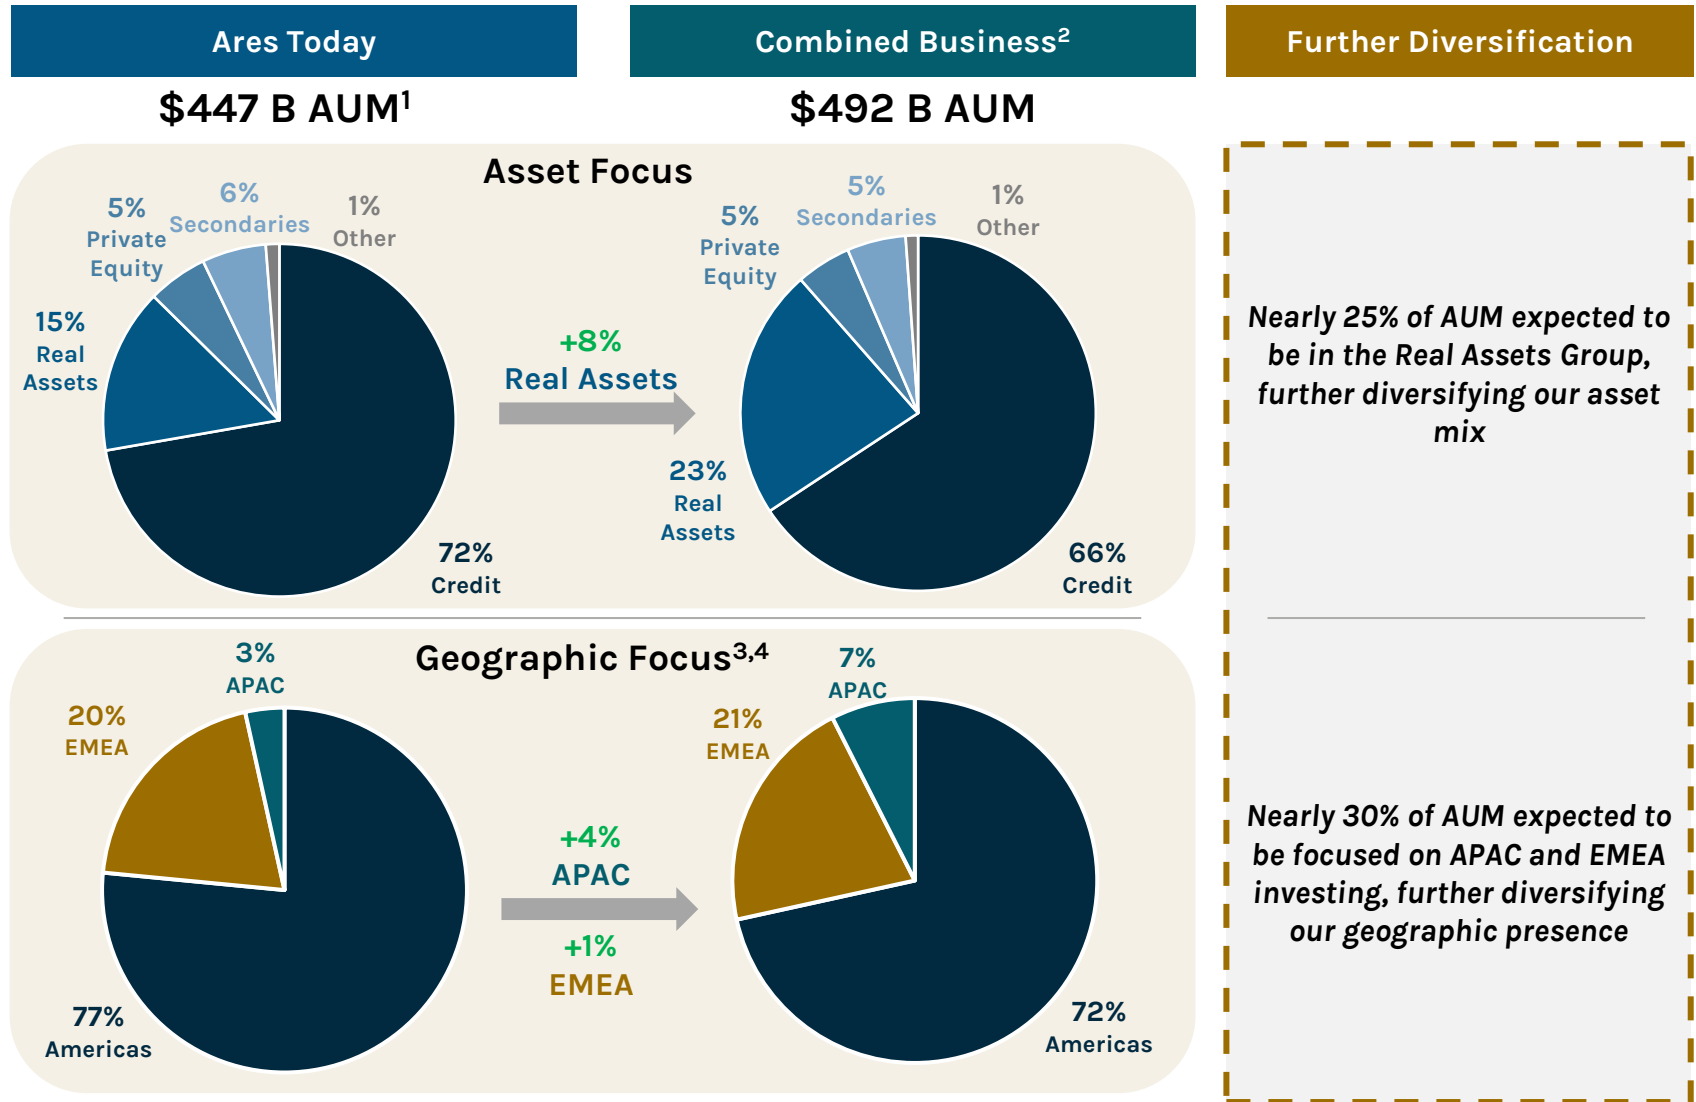 Ares Today
Combined Business²
Further Diversification
$447 B AUM¹
$492 B AUM
Asset Focus
5%
Private
Equity
6%
Secondaries
1%
Other
15%
Real
Assets
72%
Credit
+8%
Real Assets
5%
Private
Equity
5%
Secondaries
1%
Other
23%
Real
Assets
66%
Credit
Nearly 25% of AUM expected to
be in the Real Assets Group,
further diversifying our asset
mix
Geographic Focus³,⁴
3%
APAC
20%
EMEA
77%
Americas
+4%
APAC
+1%
EMEA
7%
APAC
21%
EMEA
72%
Americas
Nearly 30% of AUM expected to
be focused on APAC and EMEA
investing, further diversifying
our geographic presence